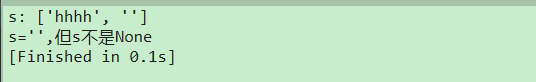 s: ['hhhh', '']
s='',但s不是None
[Finished in 0.1s]